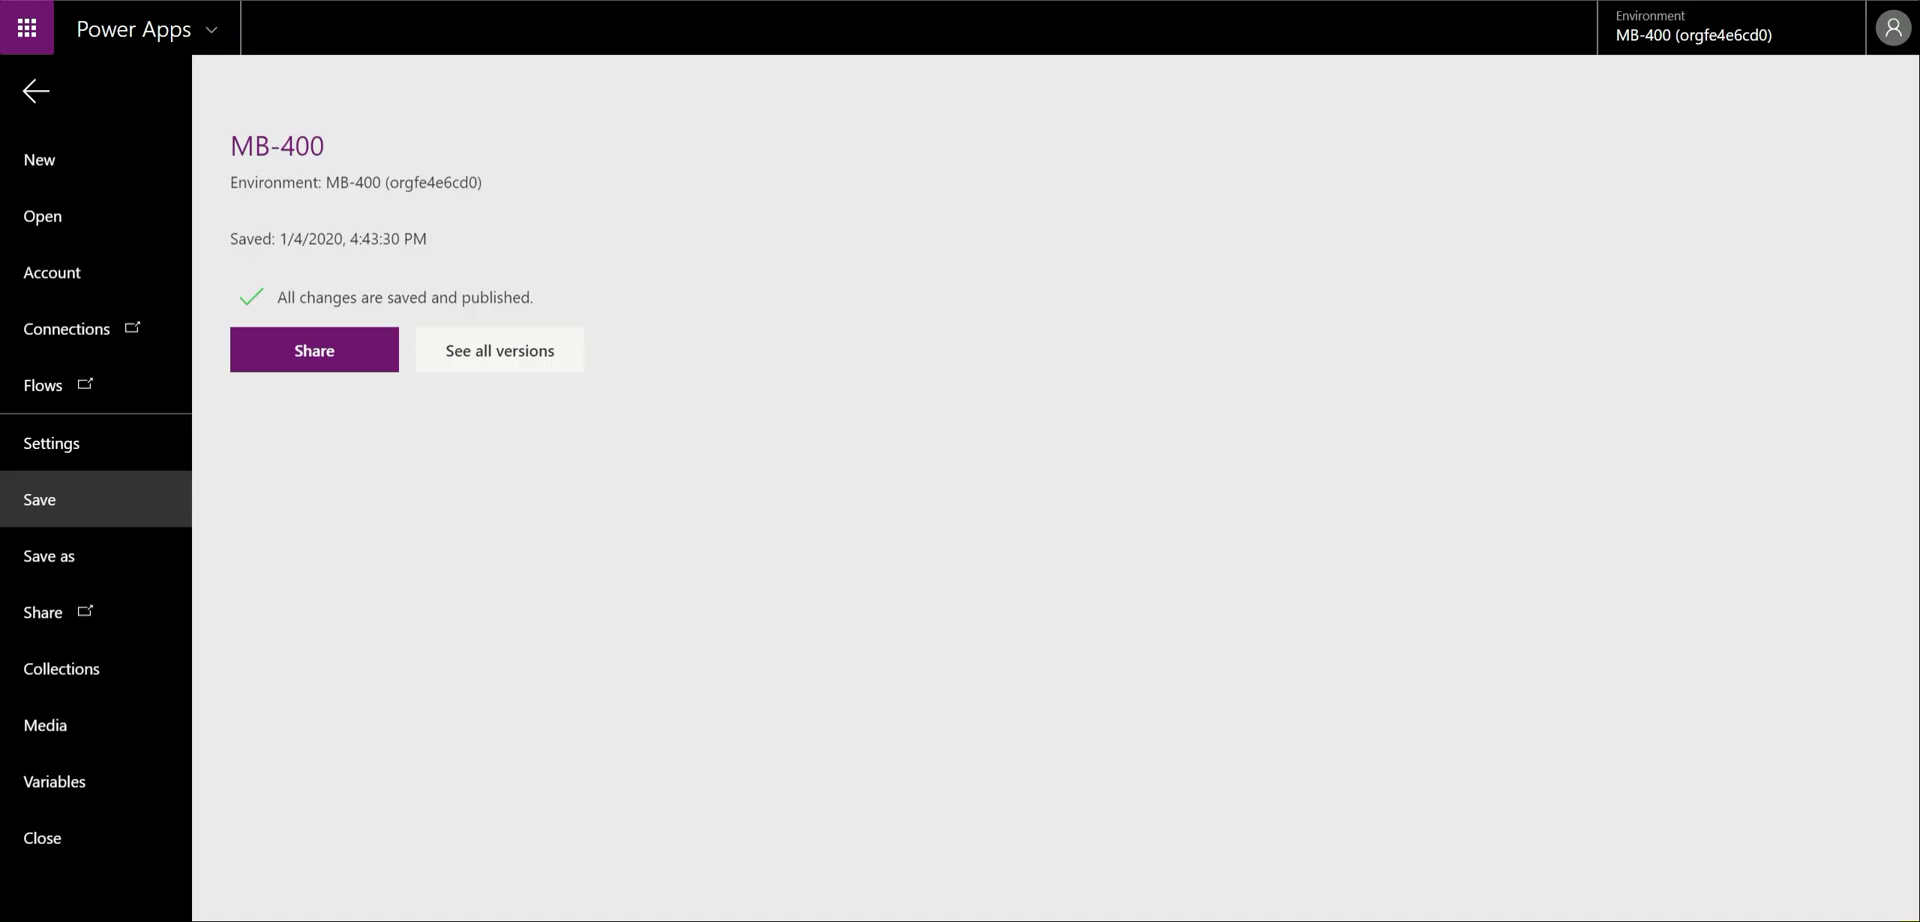 Power Apps
Environment
MB-400 (orgfe4e6cd0)
New
Open
Account
Connections
Flows
Settings
Save
Save as
Share
Collections
Media
Variables
Close
MB-400
Environment: MB-400 (orgfe4e6cd0)
Saved: 1/4/2020, 4:43:30 PM
All changes are saved and published.
Share
See all versions